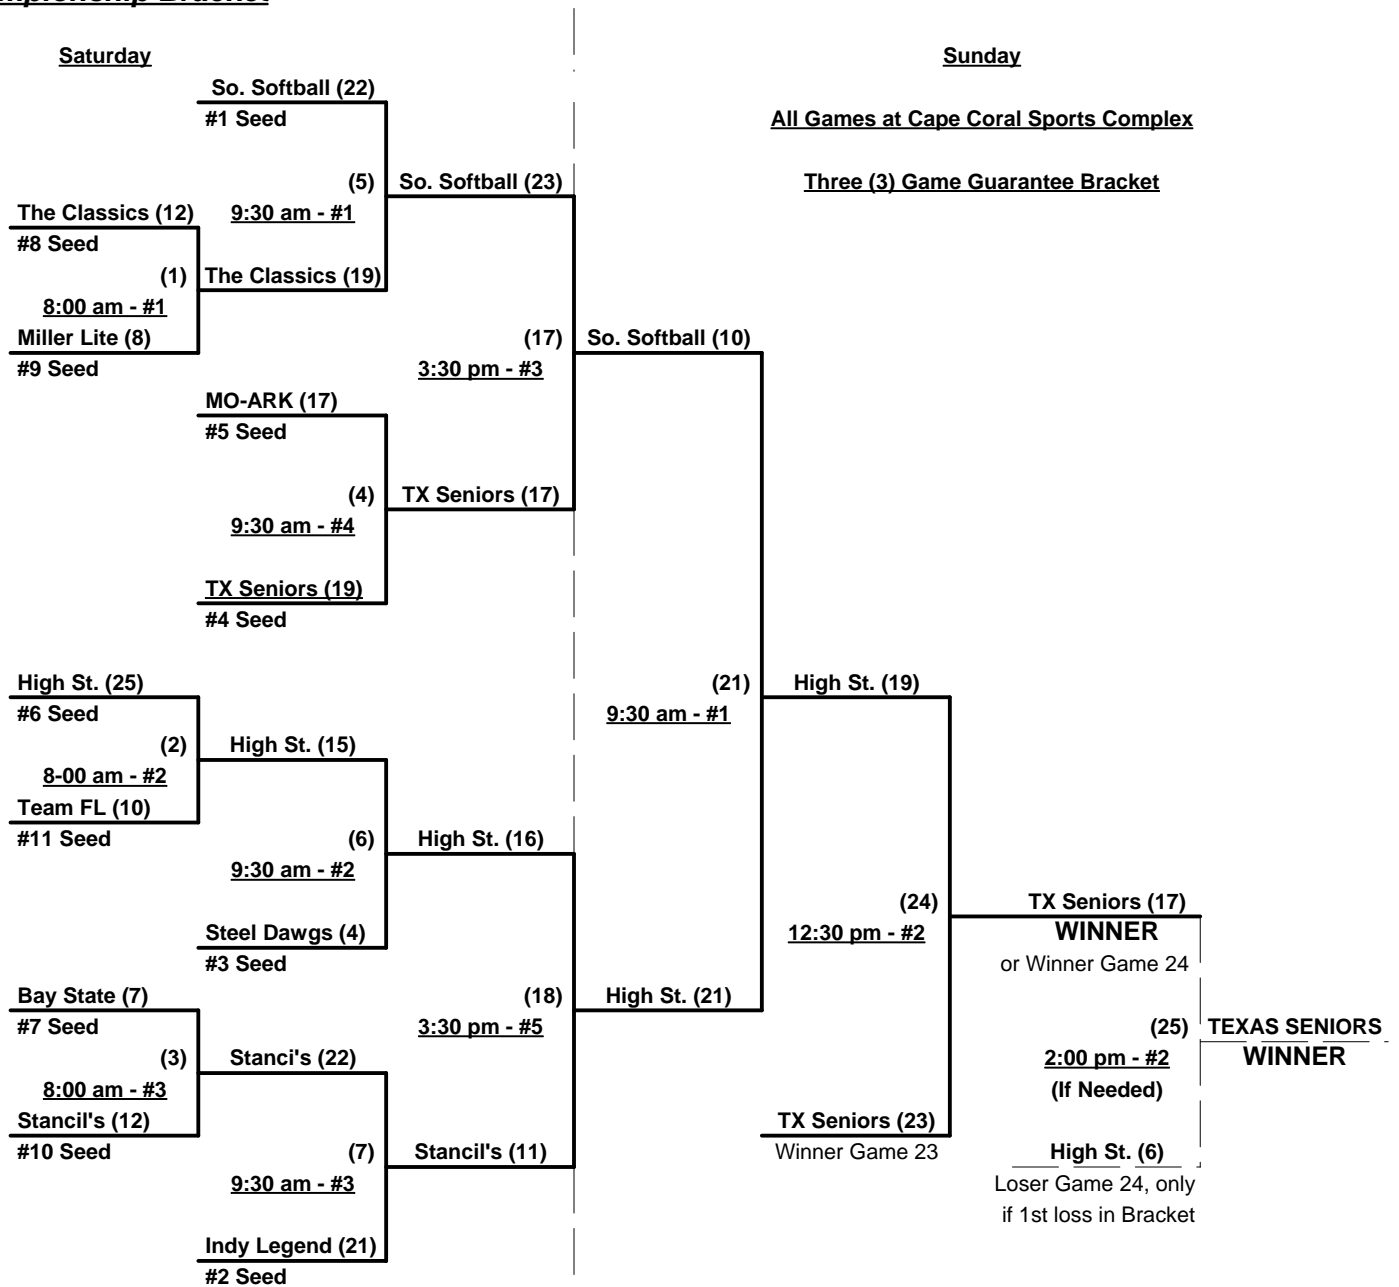 Saturday
Sunday
So. Softball (22)
#1 Seed
All Games at Cape Coral Sports Complex
(5)
So. Softball (23)
Three (3) Game Guarantee Bracket
The Classics (12)
9:30 am - #1
#8 Seed
(1)
The Classics (19)
8:00 am - #1
Miller Lite (8)
#9 Seed
(17)
So. Softball (10)
3:30 pm - #3
MO-ARK (17)
#5 Seed
(4)
TX Seniors (17)
9:30 am - #4
TX Seniors (19)
#4 Seed
High St. (25)
#6 Seed
(21)
High St. (19)
9:30 am - #1
(2)
High St. (15)
8-00 am - #2
Team FL (10)
#11 Seed
(6)
High St. (16)
9:30 am - #2
Steel Dawgs (4)
#3 Seed
(24)
TX Seniors (17)
12:30 pm - #2
WINNER
or Winner Game 24
Bay State (7)
#7 Seed
(18)
High St. (21)
3:30 pm - #5
(3)
Stanci's (22)
8:00 am - #3
Stancil's (12)
#10 Seed
(25)
TEXAS SENIORS
2:00 pm - #2
WINNER
(If Needed)
TX Seniors (23)
Winner Game 23
(7)
Stancil's (11)
9:30 am - #3
High St. (6)
Loser Game 24, only
if 1st loss in Bracket
Indy Legend (21)
#2 Seed